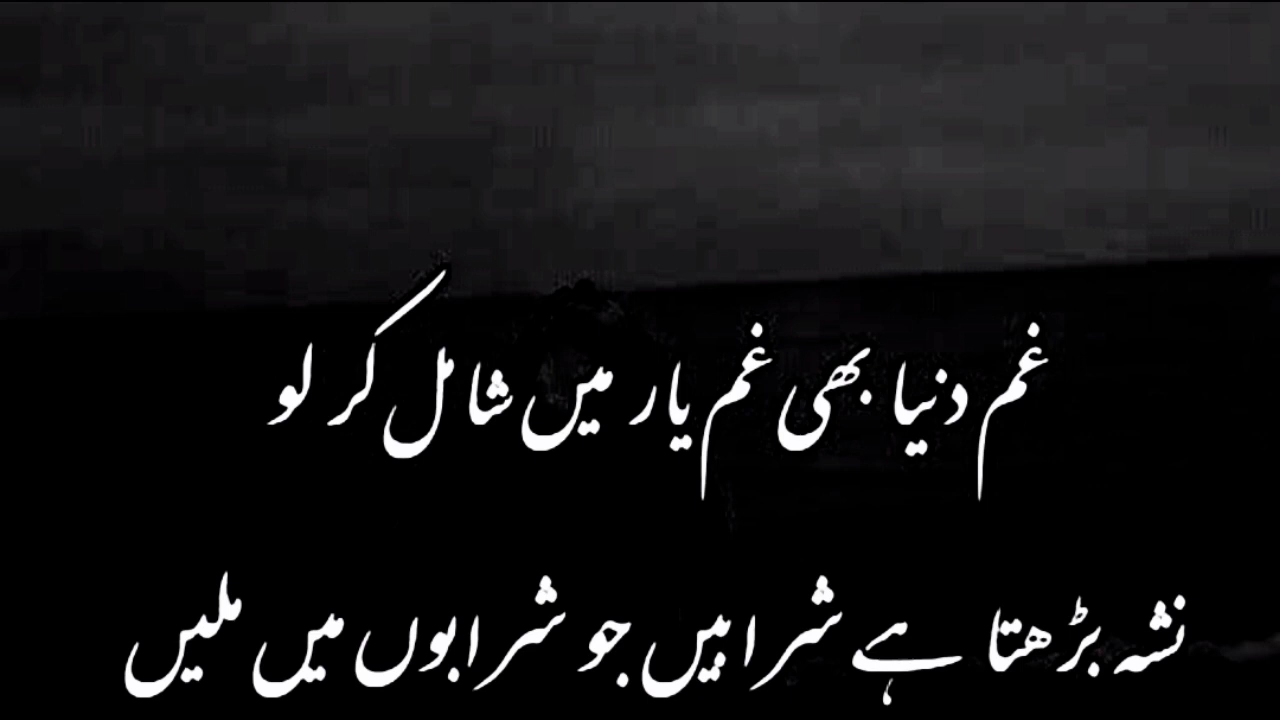 غم دنیا بھی غم یار میں شامل کر لو
نشہ بڑھتا ہے شرابیں جو شرابوں میں ملیں